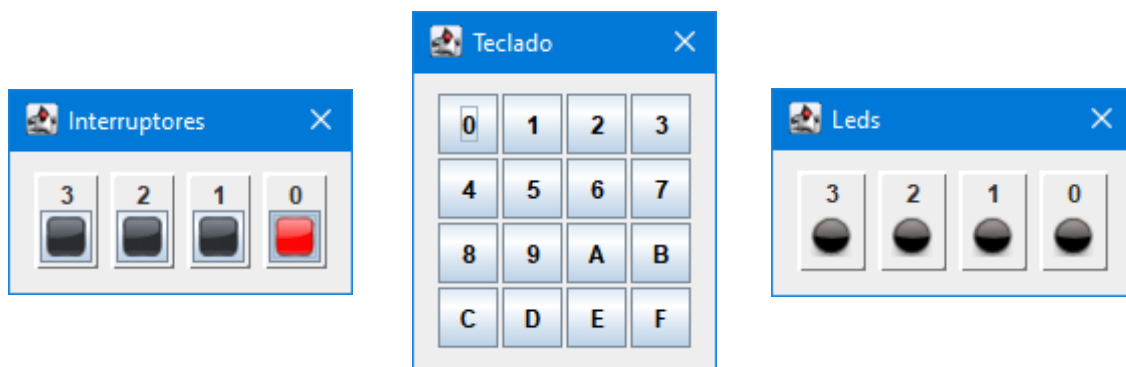 Interruptores
3 2 1 0
Teclado
0 1 2 3
4 5 6 7
8 9 A B
C D E F
Leds
3 2 1 0